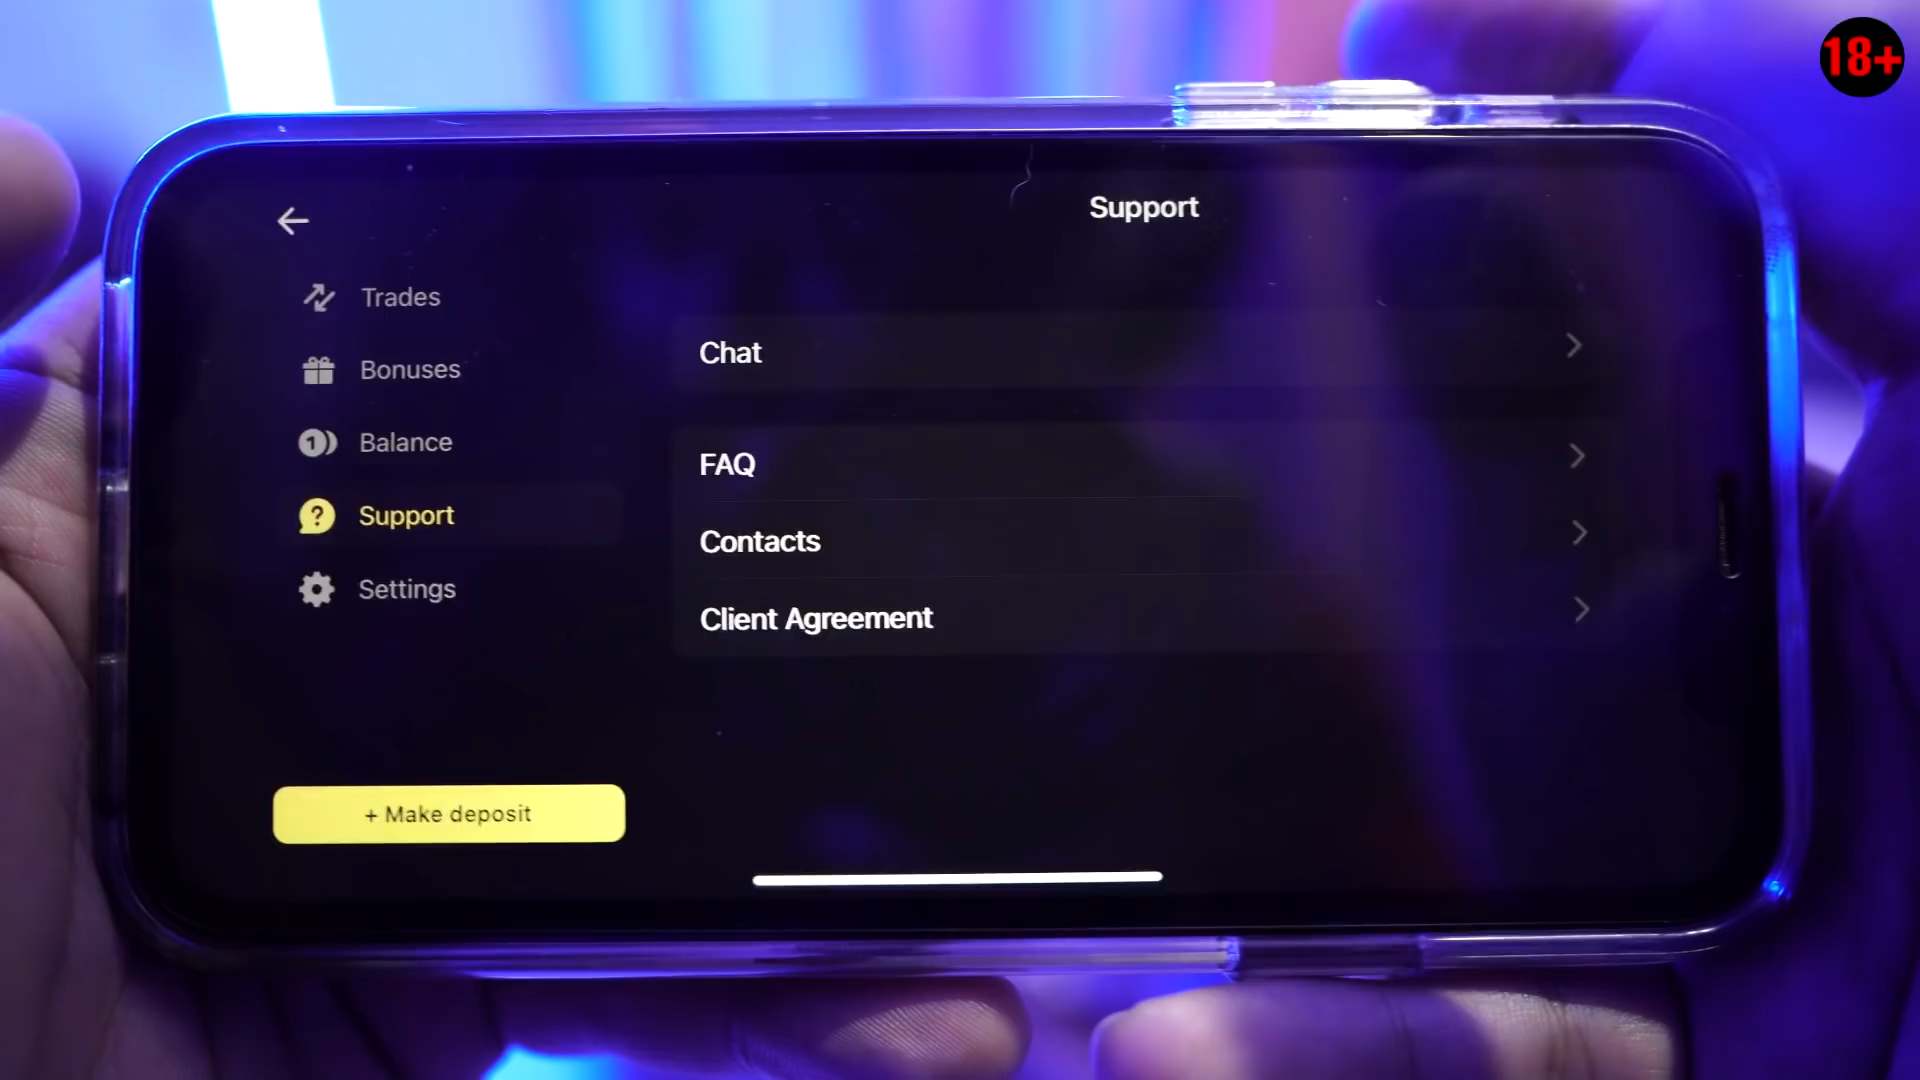 18+
Support
Trades
Bonuses
Balance
Support
Settings
+ Make deposit
Chat
FAQ
Contacts
Client Agreement